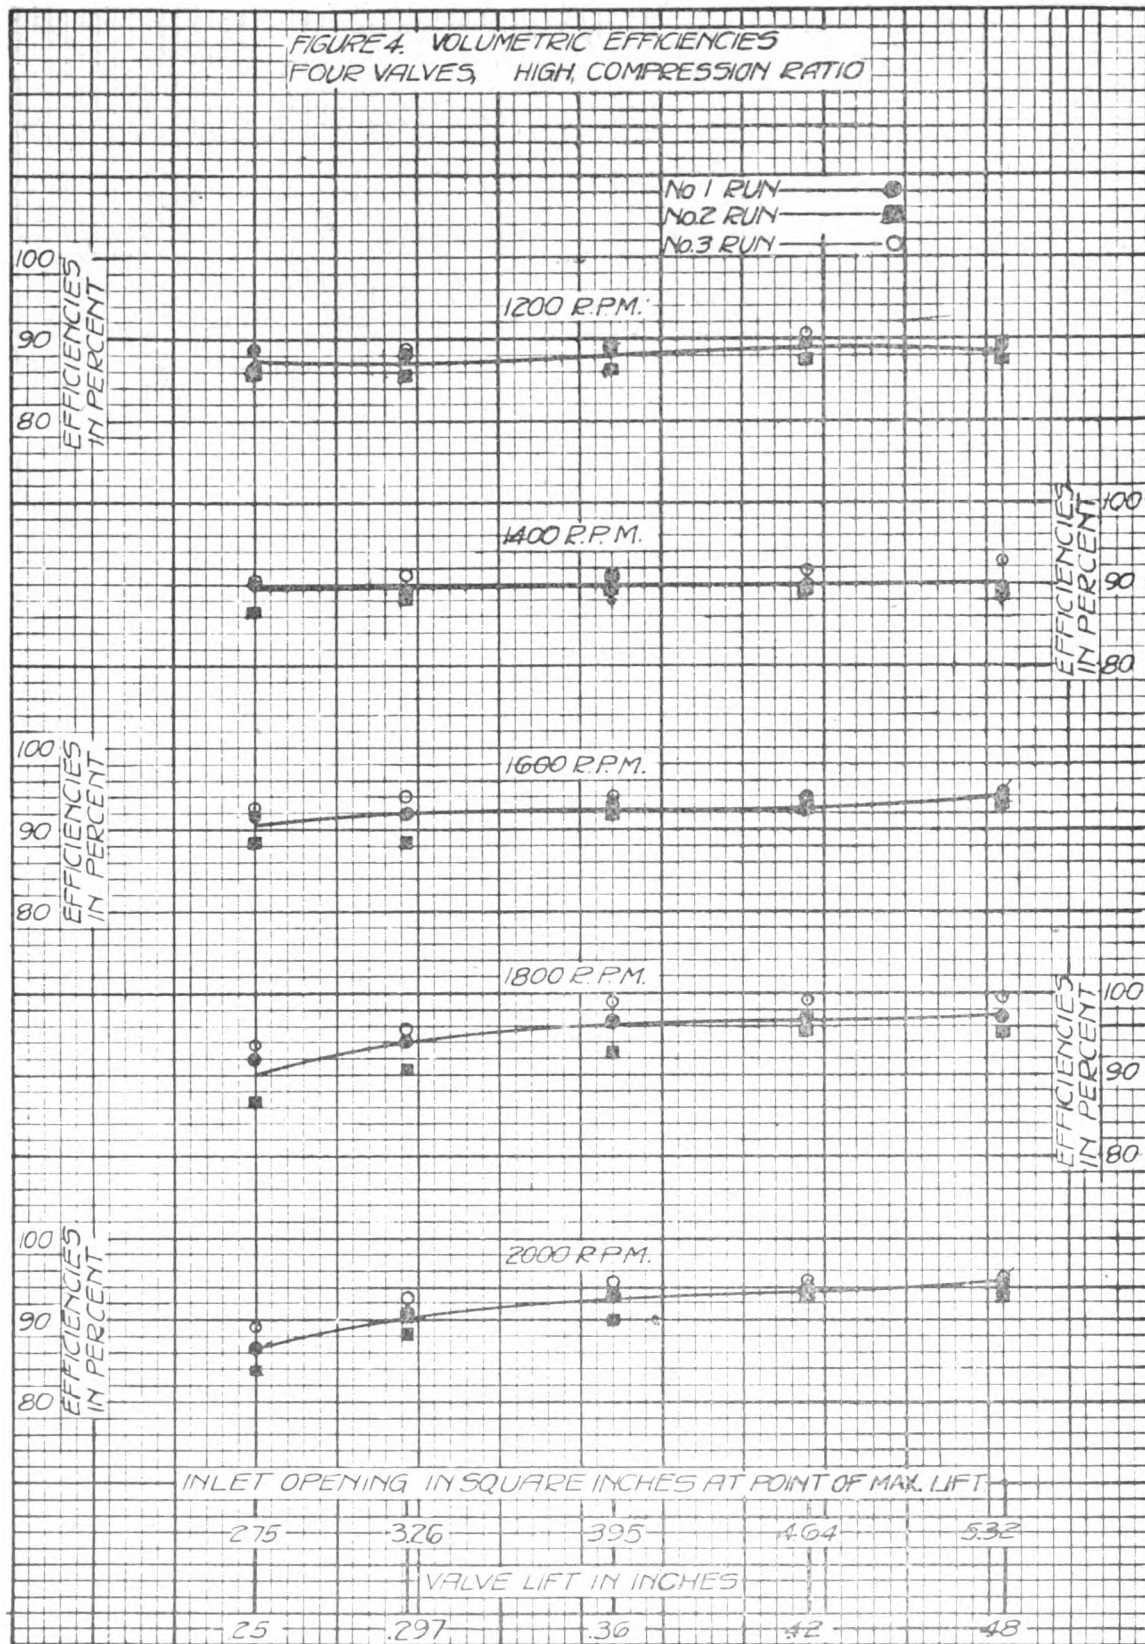 FIGURE 4. VOLUMETRIC EFFICIENCIES
FOUR VALVES, HIGH, COMPRESSION RATIO
No 1 RUN
No.2 RUN
No.3 RUN
100
90
80
EFFICIENCIES
IN PERCENT
1200 R.P.M.
1400 R.P.M.
EFFICIENCIES
IN PERCENT
100
90
80
100
90
80
EFFICIENCIES
IN PERCENT
1600 R.P.M.
1800 R.P.M.
EFFICIENCIES
IN PERCENT
100
90
80
100
90
80
EFFICIENCIES
IN PERCENT
2000 R.P.M.
INLET OPENING IN SQUARE INCHES AT POINT OF MAX. LIFT
2.75 3.26 3.95 4.64 5.32
VALVE LIFT IN INCHES
.25 .297 .36 .42 .48